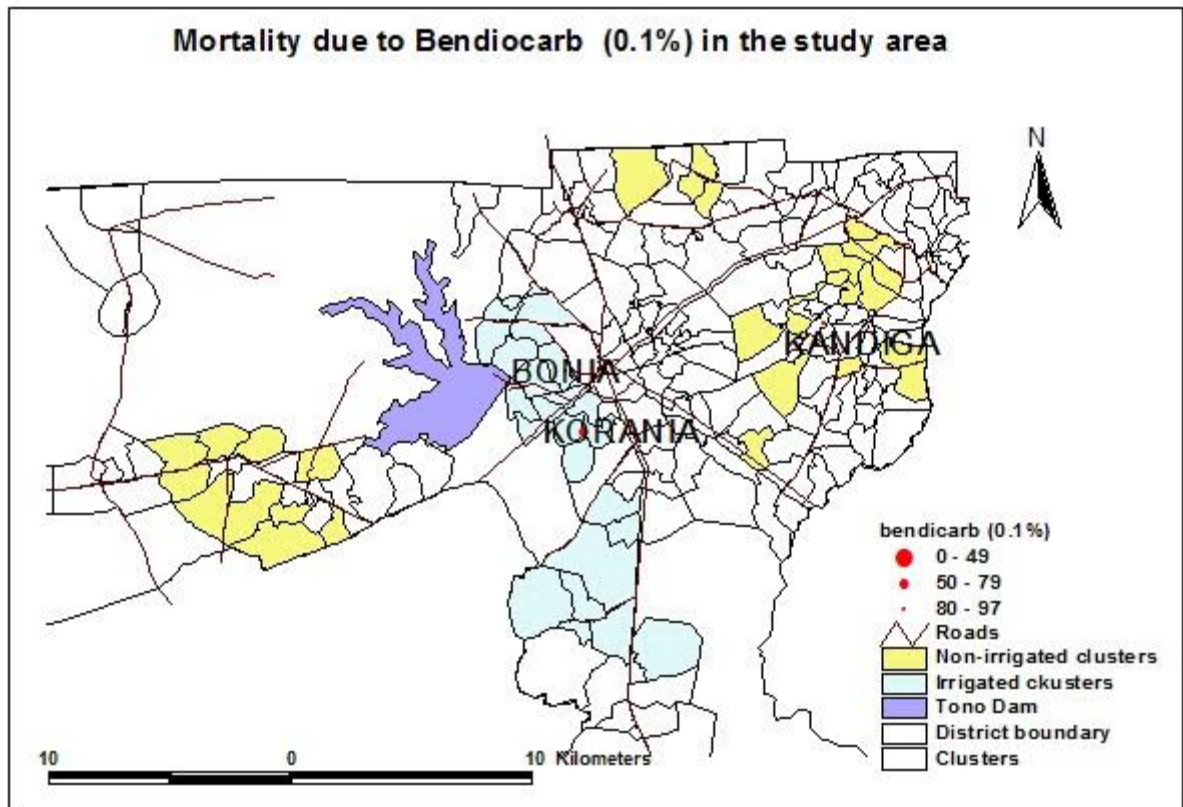 Mortality due to Bendiocarb (0.1%) in the study area
N
KANDIGA
BONIA
KORANIA
bendicarb (0.1%)
0 - 49
50 - 79
80 - 97
Roads
Non-irrigated clusters
Irrigated ckusters
Tono Dam
District boundary
Clusters
10 0 10 Kilometers